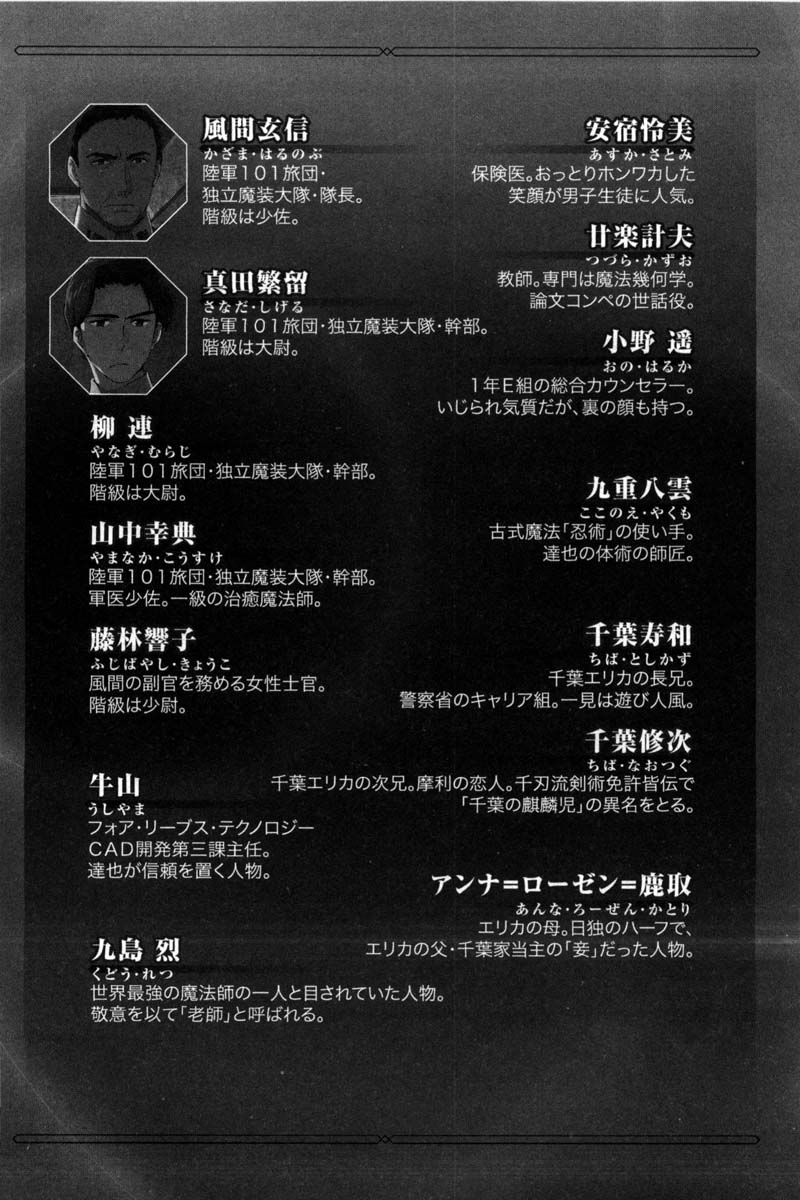 風間玄信
かざま・はるのぶ
陸軍101旅団・
独立魔装大隊・隊長。
階級は少佐。
真田繁留
さなだ・しげる
陸軍101旅団・独立魔装大隊・幹部。
階級は大尉。
柳 連
やなぎ・むらじ
陸軍101旅団・独立魔装大隊・幹部。
階級は大尉。
山中幸典
やまなか・こうすけ
陸軍101旅団・独立魔装大隊・幹部。
軍医少佐。一級の治癒魔法師。
藤林響子
ふじばやし・きょうこ
風間の副官を務める女性士官。
階級は少尉。
牛山
うしやま
フォア・リーブス・テクノロジー
CAD開発第三課主任。
達也が信頼を置く人物。
九島 烈
くどう・れつ
世界最強の魔法師の一人と目されていた人物。
敬意を以て「老師」と呼ばれる。
安宿怜美
あすか・さとみ
保険医。おっとりホンワカした
笑顔が男子生徒に人気。
廿楽計夫
つづら・かずお
教師。専門は魔法幾何学。
論文コンペの世話役。
小野 遥
おの・はるか
1年E組の総合カウンセラー。
いじられ気質だが、裏の顔も持つ。
九重八雲
ここのえ・やくも
古式魔法「忍術」の使い手。
達也の体術の師匠。
千葉寿和
ちば・としかず
千葉エリカの長兄。
警察省のキャリア組。一見は遊び人風。
千葉修次
ちば・なおつぐ
千葉エリカの次兄。摩利の恋人。千刃流剣術免許皆伝で
「千葉の麒麟児」の異名をとる。
アンナ=ローゼン=鹿取
あんな・ろーぜん・かとり
エリカの母。日独のハーフで、
エリカの父・千葉家当主の「妾」だった人物。